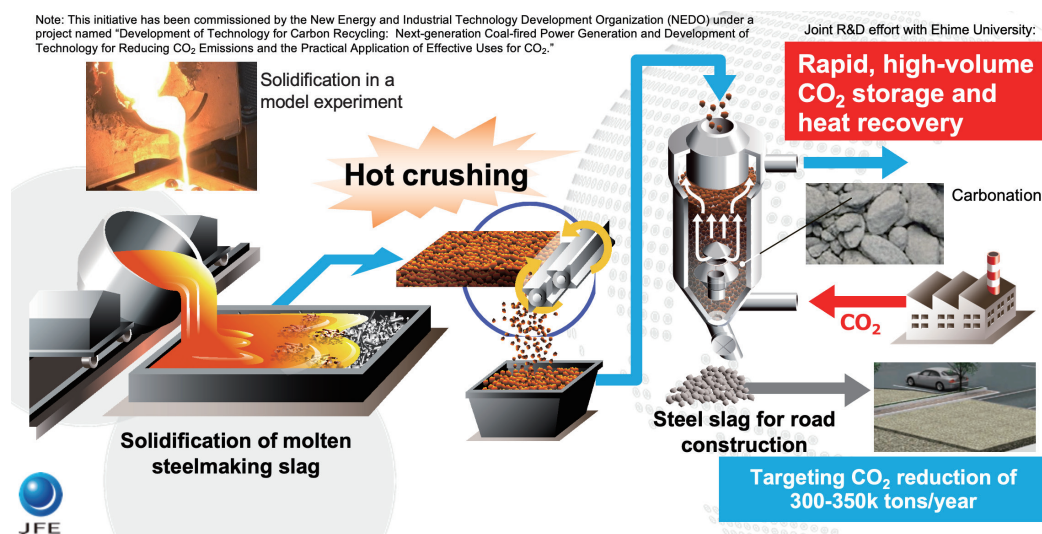 Note: This initiative has been commissioned by the New Energy and Industrial Technology Development Organization (NEDO) under a
project named “Development of Technology for Carbon Recycling:  Next-generation Coal-fired Power Generation and Development of
Technology for Reducing CO₂ Emissions and the Practical Application of Effective Uses for CO₂.”
Joint R&D effort with Ehime University:
Rapid, high-volume
CO₂ storage and
heat recovery
Solidification in a
model experiment
Hot crushing
Carbonation
CO₂
Solidification of molten
steelmaking slag
Steel slag for road
construction
Targeting CO₂ reduction of
300-350k tons/year
JFE